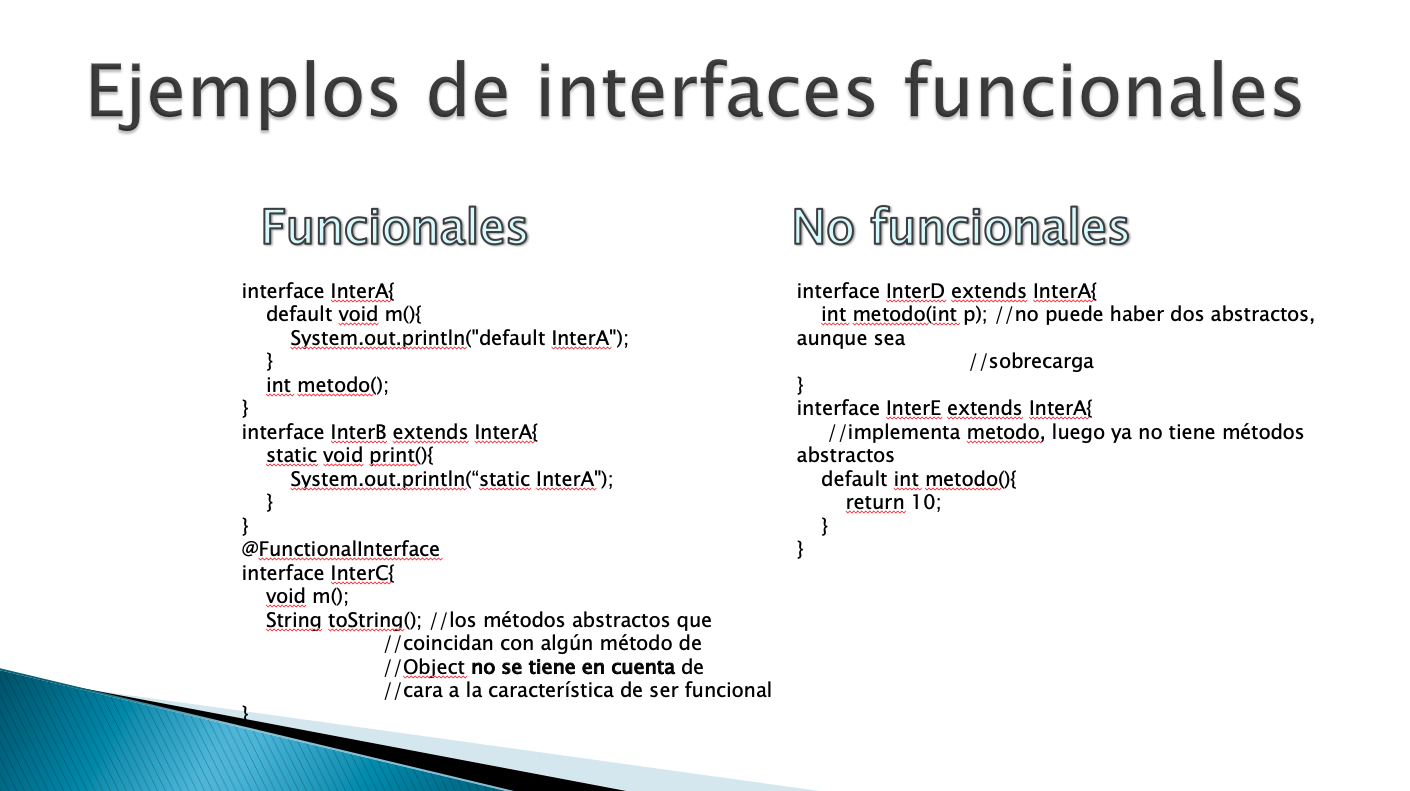 Ejemplos de interfaces funcionales
Funcionales
interface InterA{
default void m(){
System.out.println("default InterA");
}
int metodo();
}
interface InterB extends InterA{
static void print(){
System.out.println(“static InterA");
}
}
@FunctionalInterface
interface InterC{
void m();
String toString(); //los métodos abstractos que
//coincidan con algún método de
//Object no se tiene en cuenta de
//cara a la característica de ser funcional
}
No funcionales
interface InterD extends InterA{
int metodo(int p); //no puede haber dos abstractos,
aunque sea
//sobrecarga
}
interface InterE extends InterA{
//implementa metodo, luego ya no tiene métodos
abstractos
default int metodo(){
return 10;
}
}